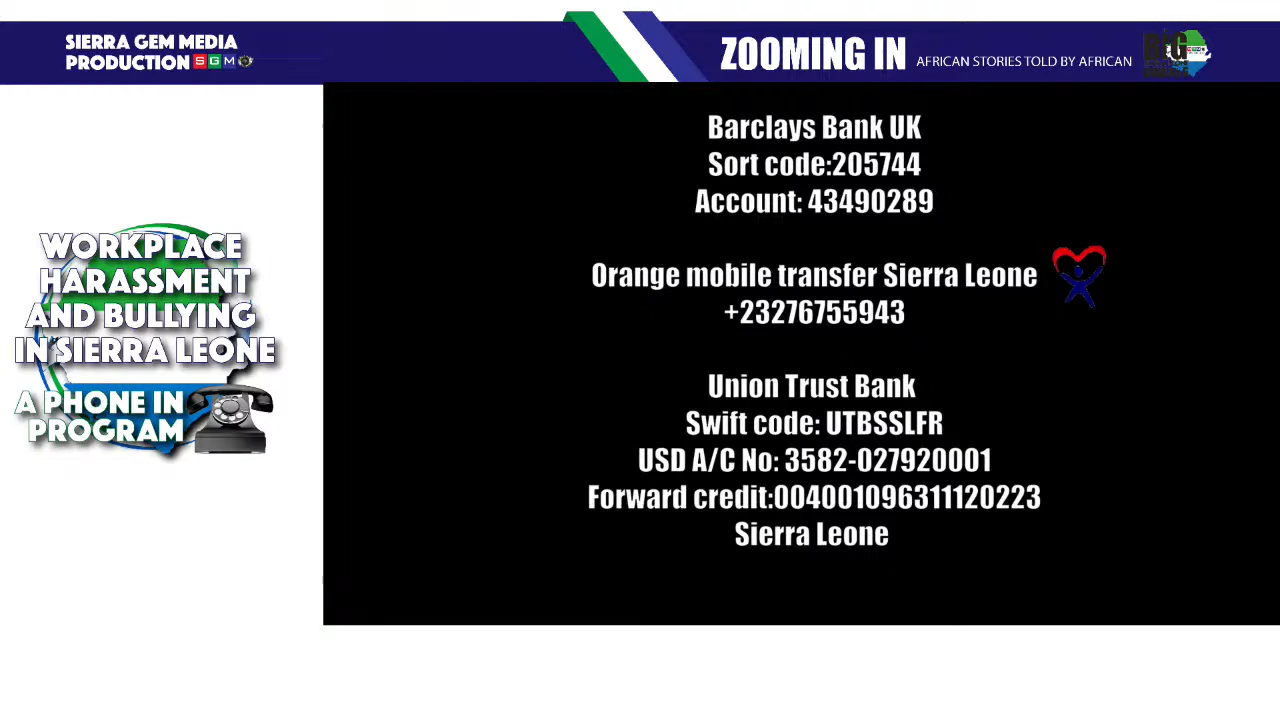 SIERRA GEM MEDIA
PRODUCTION SGM
ZOOMING IN
AFRICAN STORIES TOLD BY AFRICAN
WORKPLACE
HARASSMENT
AND BULLYING
IN SIERRA LEONE
A PHONE IN
PROGRAM
Barclays Bank UK
Sort code:205744
Account: 43490289
Orange mobile transfer Sierra Leone
+23276755943
Union Trust Bank
Swift code: UTBSSLFR
USD A/C No: 3582-027920001
Forward credit:004001096311120223
Sierra Leone